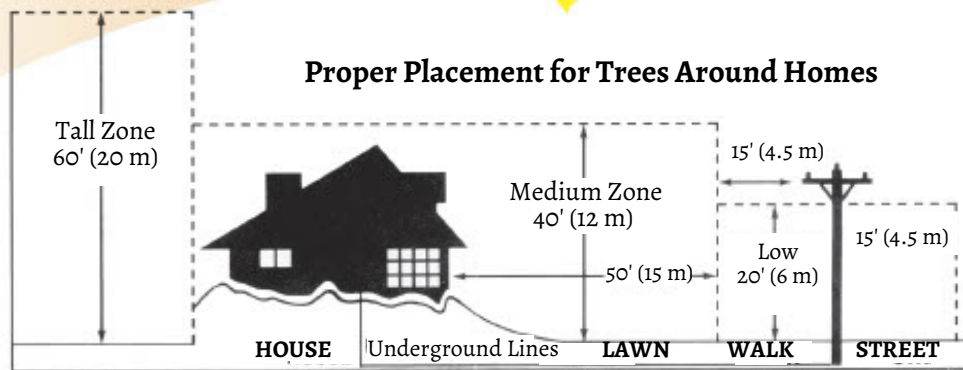 Proper Placement for Trees Around Homes
Tall Zone
60' (20 m)
Medium Zone
40' (12 m)
15' (4.5 m)
50' (15 m)
Low
20' (6 m)
15' (4.5 m)
HOUSE
Underground Lines
LAWN
WALK
STREET